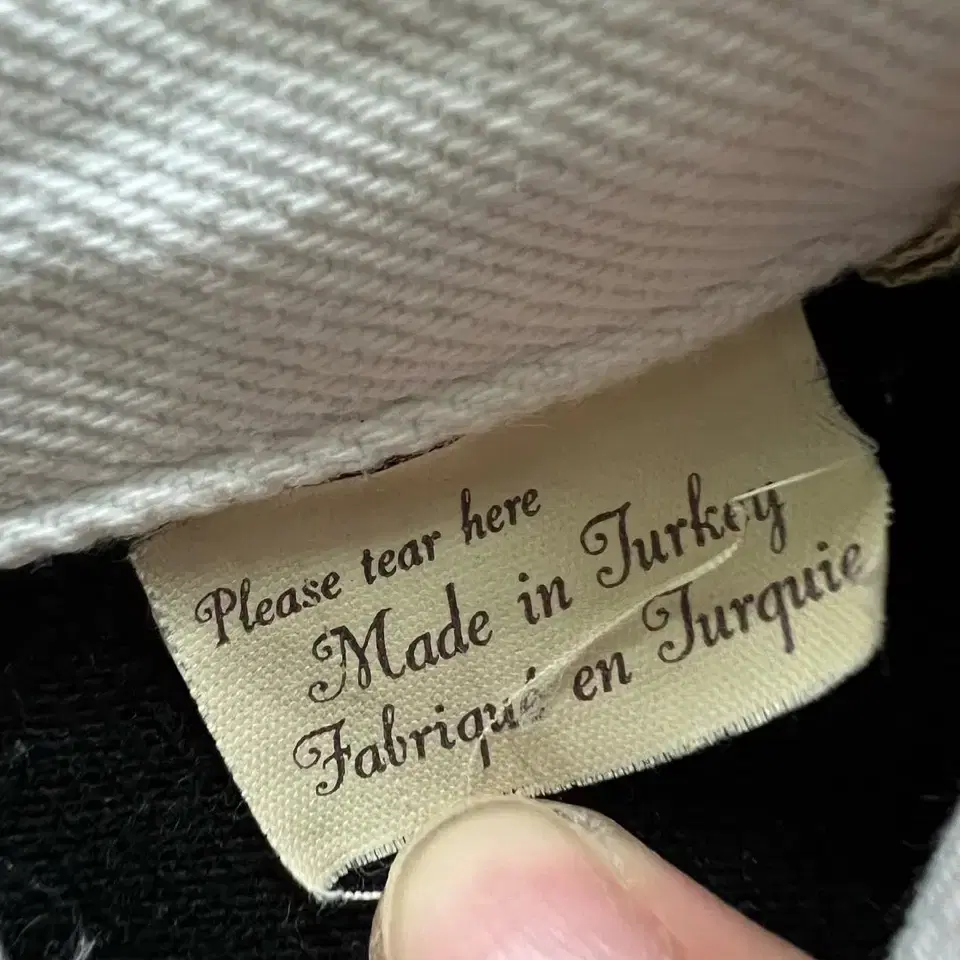 Please tear here
Made in Turkey
Fabriqué en Turquie